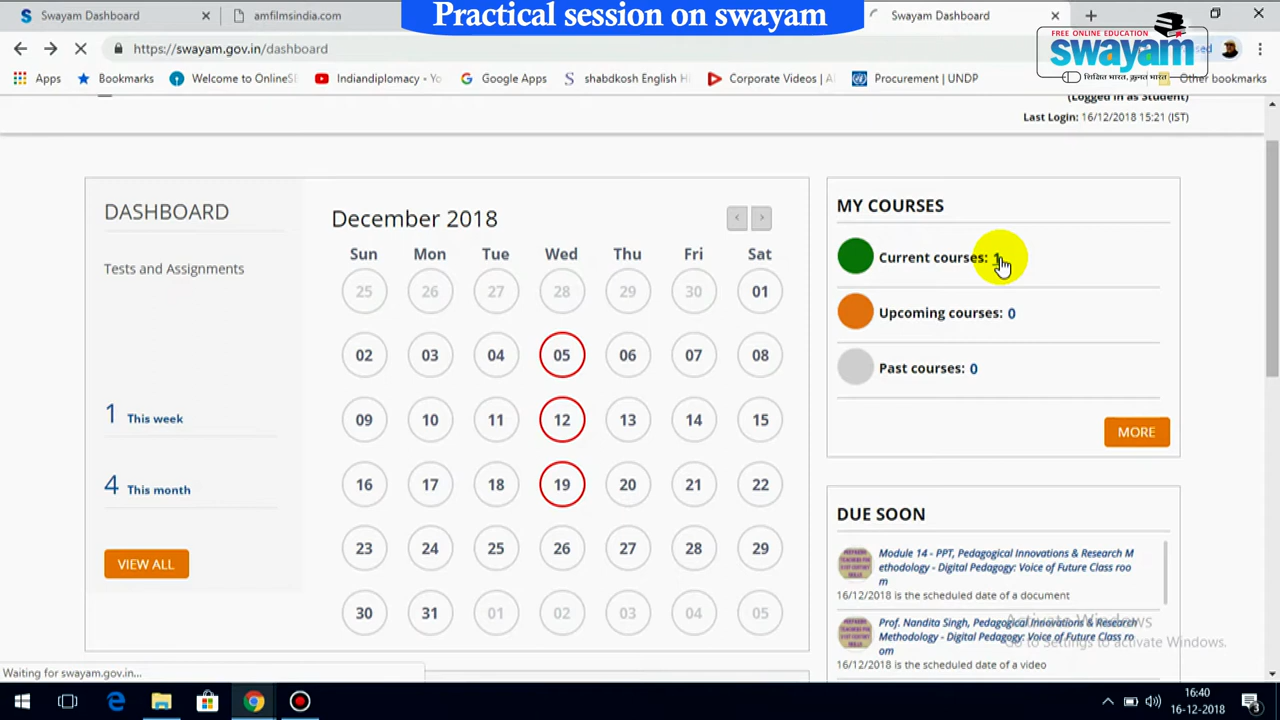 Practical session on swayam
Swayam Dashboard
amfilmsindia.com
Swayam Dashboard
https://swayam.gov.in/dashboard
FREE ONLINE EDUCATION
swayam
शिक्षित भारत, उन्नत भारत
Apps
Bookmarks
Welcome to OnlineSE
Indiandiplomacy - Yo
Google Apps
shabdkosh English Hi
Corporate Videos | A
Procurement | UNDP
Other bookmarks
(Logged in as Student)
Last Login: 16/12/2018 15:21 (IST)
DASHBOARD
Tests and Assignments
1 This week
4 This month
VIEW ALL
December 2018
Sun Mon Tue Wed Thu Fri Sat
25 26 27 28 29 30 01
02 03 04 05 06 07 08
09 10 11 12 13 14 15
16 17 18 19 20 21 22
23 24 25 26 27 28 29
30 31 01 02 03 04 05
MY COURSES
Current courses: 1
Upcoming courses: 0
Past courses: 0
MORE
DUE SOON
Module 14 - PPT, Pedagogical Innovations & Research M
ethodology - Digital Pedagogy: Voice of Future Class roo
m
16/12/2018 is the scheduled date of a document
Prof. Nandita Singh, Pedagogical Innovations & Research
Methodology - Digital Pedagogy: Voice of Future Class ro
om
16/12/2018 is the scheduled date of a video
Activate Windows
Go to Settings to activate Windows.
Waiting for swayam.gov.in...
16:40
16-12-2018
3